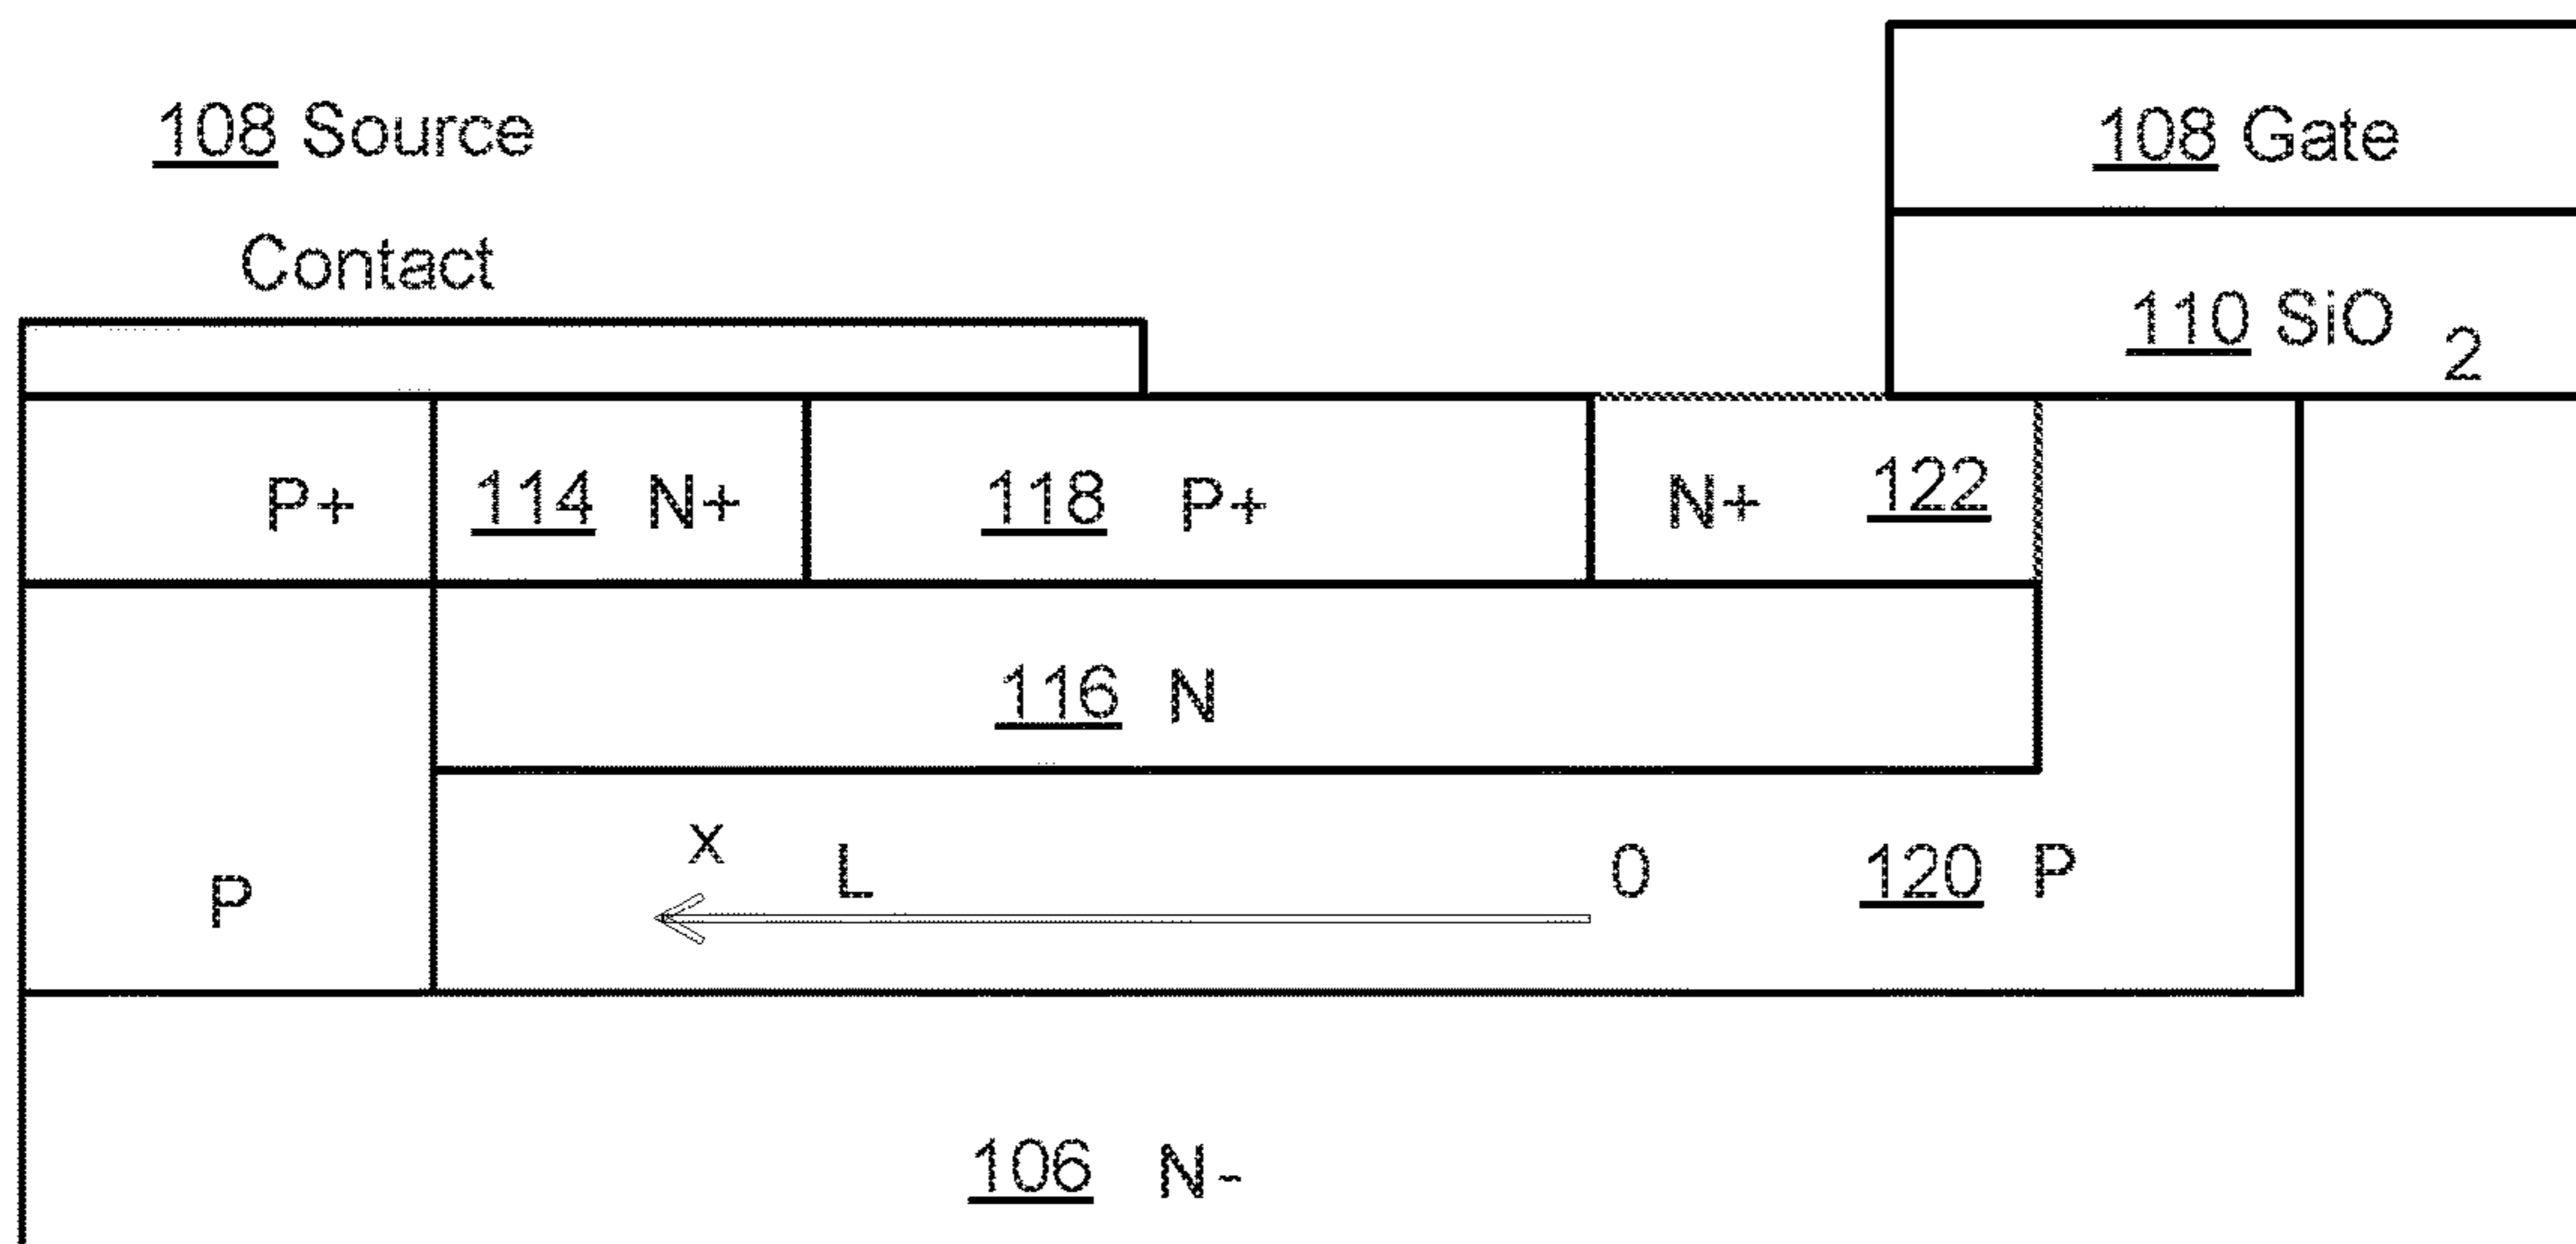 108 Source
Contact
108 Gate
110 SiO 2
P+
114 N+
118 P+
N+ 122
116 N
P
x
L
0
120 P
106 N-